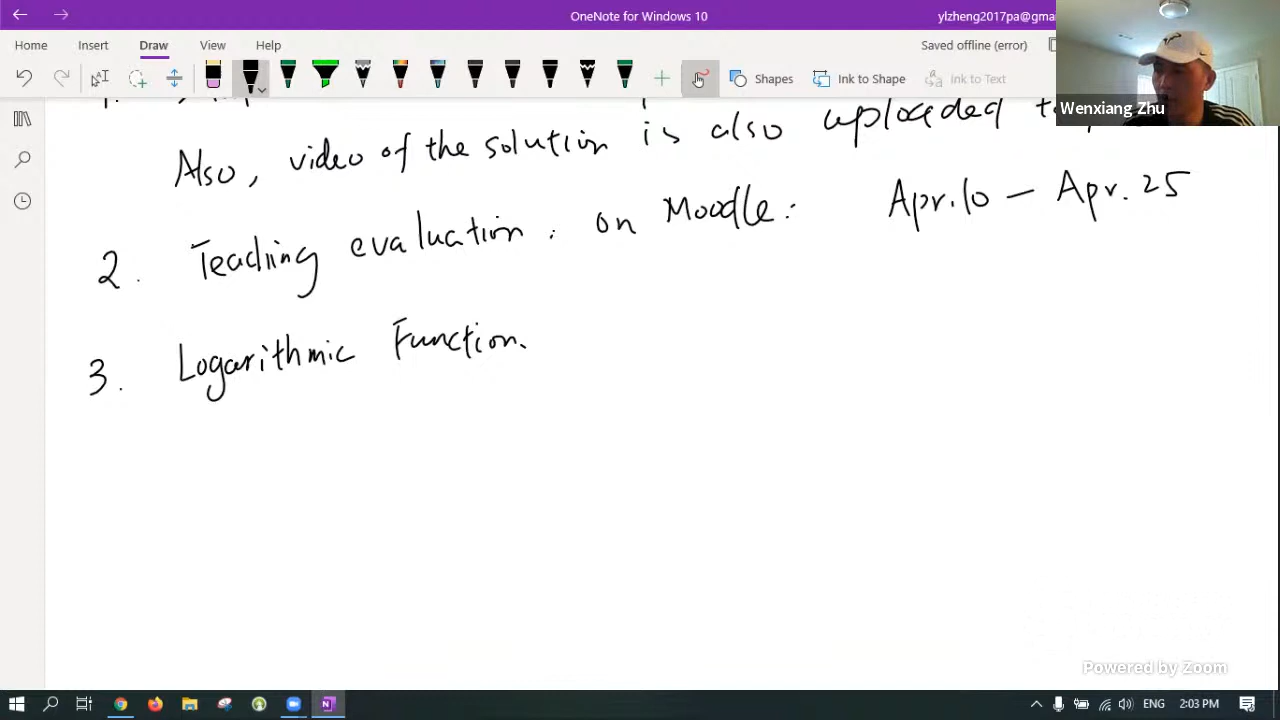 OneNote for Windows 10
ylzheng2017pa@gma
Home Insert Draw View Help
Saved offline (error)
Shapes
Ink to Shape
Ink to Text
Wenxiang Zhu
Also, video of the solution is also uploaded
2. Teaching evaluation. on Moodle: Apr.10 — Apr.25
3. Logarithmic Function.
Powered by Zoom
ENG 2:03 PM